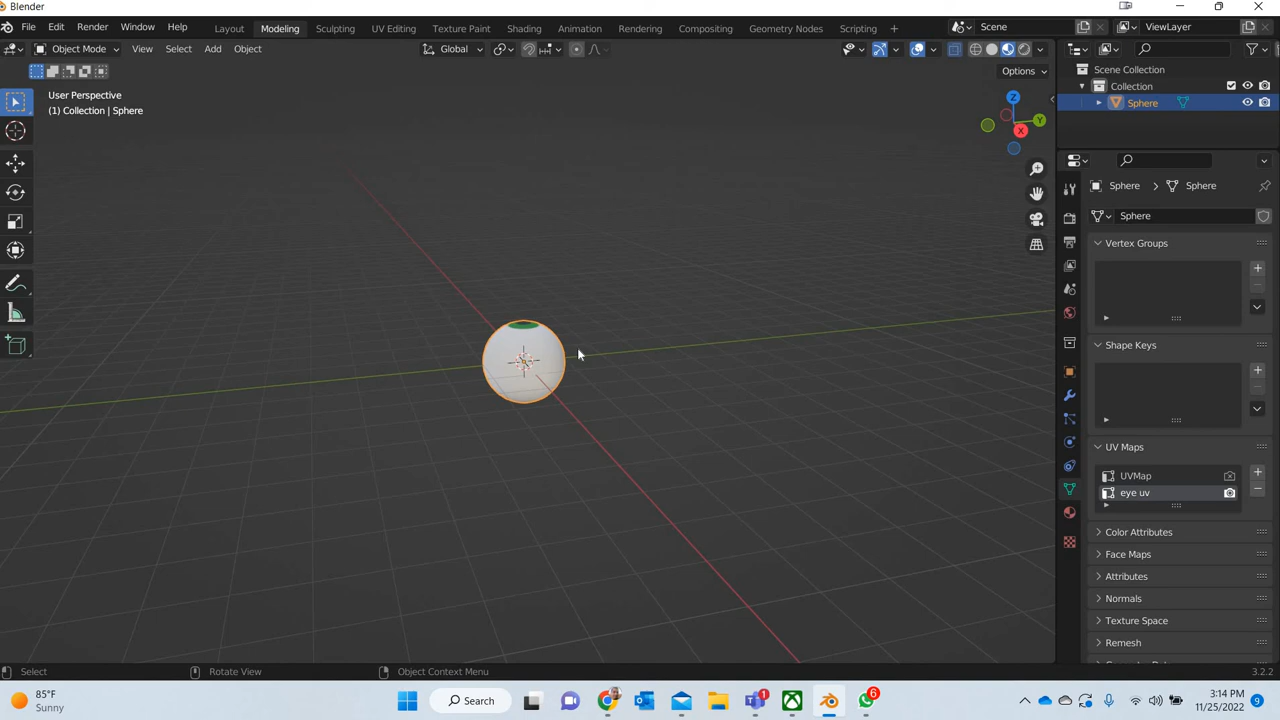 Blender
File Edit Render Window Help Layout Modeling Sculpting UV Editing Texture Paint Shading Animation Rendering Compositing Geometry Nodes Scripting + Scene ViewLayer
Object Mode View Select Add Object Global
Options
User Perspective
(1) Collection | Sphere
Z
Y
X
Scene Collection
Collection
Sphere
Sphere > Sphere
Sphere
Vertex Groups
Shape Keys
UV Maps
UVMap
eye uv
Color Attributes
Face Maps
Attributes
Normals
Texture Space
Remesh
Select Rotate View Object Context Menu 3.2.2
85°F
Sunny
Search
1
6
3:14 PM
11/25/2022
9